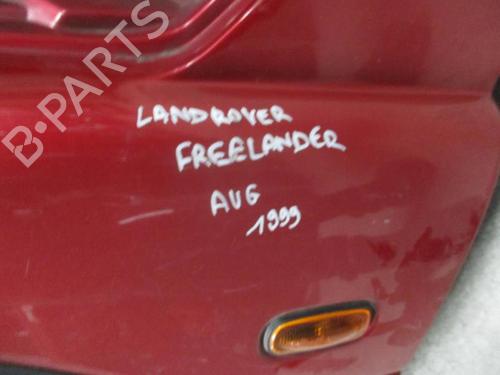 B-PARTS
LANDROVER
FREELANDER
AUG
1999